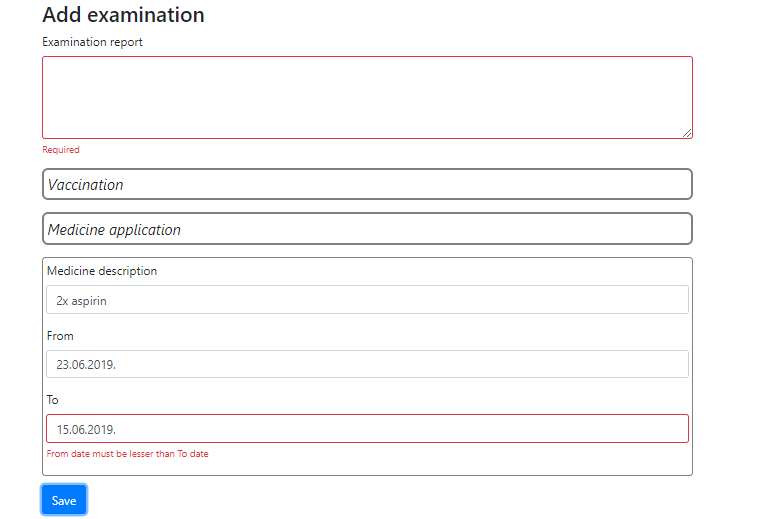 Add examination
Examination report
Required
Vaccination
Medicine application
Medicine description
2x aspirin
From
23.06.2019.
To
15.06.2019.
From date must be lesser than To date
Save